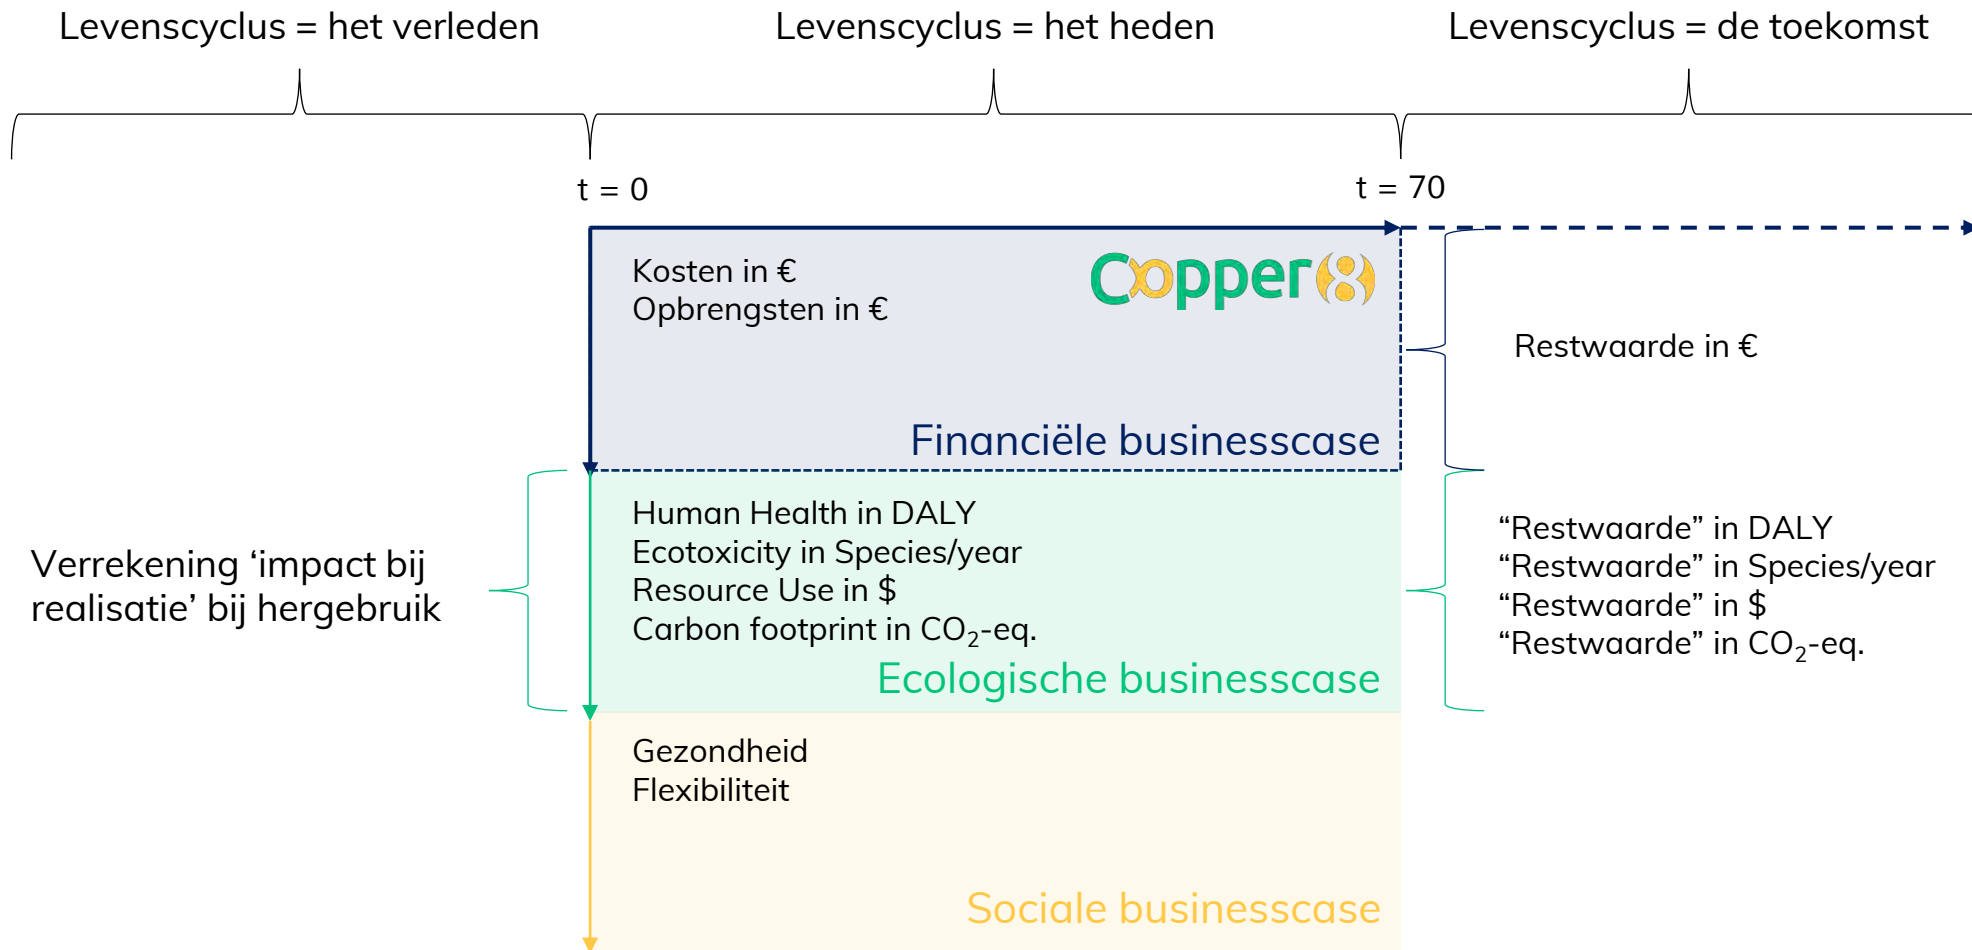 Levenscyclus = het verleden
Levenscyclus = het heden
Levenscyclus = de toekomst
t = 0
t = 70
Kosten in €
Opbrengsten in €
Copper8
Restwaarde in €
Financiële businesscase
Human Health in DALY
Ecotoxicity in Species/year
Resource Use in $
Carbon footprint in CO₂-eq.
Verrekening ‘impact bij
realisatie’ bij hergebruik
“Restwaarde” in DALY
“Restwaarde” in Species/year
“Restwaarde” in $
“Restwaarde” in CO₂-eq.
Ecologische businesscase
Gezondheid
Flexibiliteit
Sociale businesscase